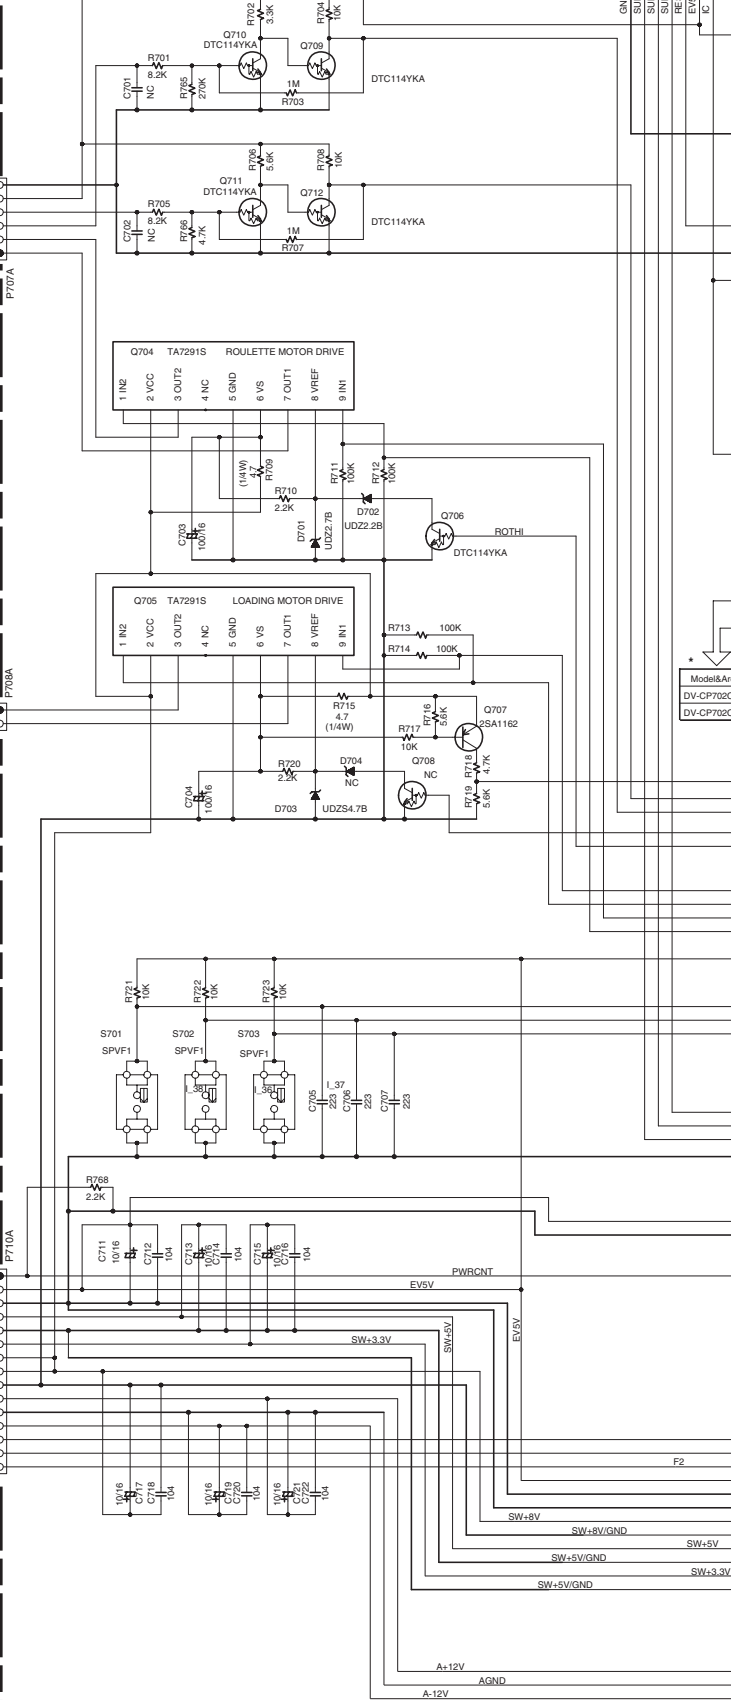 R702
3.3K
R704
10K
GN
SU
SU
SU
RE
EV5
IC
Q710
DTC114YKA
Q709
R701
8.2K
C701
NC
R765
270K
1M
R703
DTC114YKA
R706
5.6K
R708
10K
Q711
DTC114YKA
Q712
R705
8.2K
C702
NC
R766
4.7K
1M
R707
DTC114YKA
P707A
Q704 TA7291S ROULETTE MOTOR DRIVE
1 IN2
2 VCC
3 OUT2
4 NC
5 GND
6 VS
7 OUT1
8 VREF
9 IN1
(1/4W)
4.7
R709
R711
100K
R712
100K
R710
2.2K
C703
100/16
D701
UDZ2.7B
D702
UDZ2.2B
Q706
DTC114YKA
ROTHI
Q705 TA7291S LOADING MOTOR DRIVE
1 IN2
2 VCC
3 OUT2
4 NC
5 GND
6 VS
7 OUT1
8 VREF
9 IN1
R713 100K
R714 100K
P708A
*
Model&Ar
DV-CP702
DV-CP702
R715
4.7
(1/4W)
R716
5.6K
Q707
2SA1162
R717
10K
R718
4.7K
R719
5.6K
Q708
NC
R720
2.2K
D704
NC
C704
100/16
D703 UDZS4.7B
R721
10K
R722
10K
R723
10K
S701
SPVF1
S702
SPVF1
S703
SPVF1
I_38
I_36
I_37
C705
223
C706
223
C707
223
R768
2.2K
P710A
C711
10/16
C712
104
C713
10/16
C714
104
C715
10/16
C716
104
PWRCNT
EV5V
SW+5V
EV5V
SW+3.3V
10/16
C717
C718
104
10/16
C719
C720
104
10/16
C721
C722
104
F2
SW+8V
SW+8V/GND
SW+5V
SW+5V/GND
SW+3.3V
SW+5V/GND
A+12V
AGND
A-12V